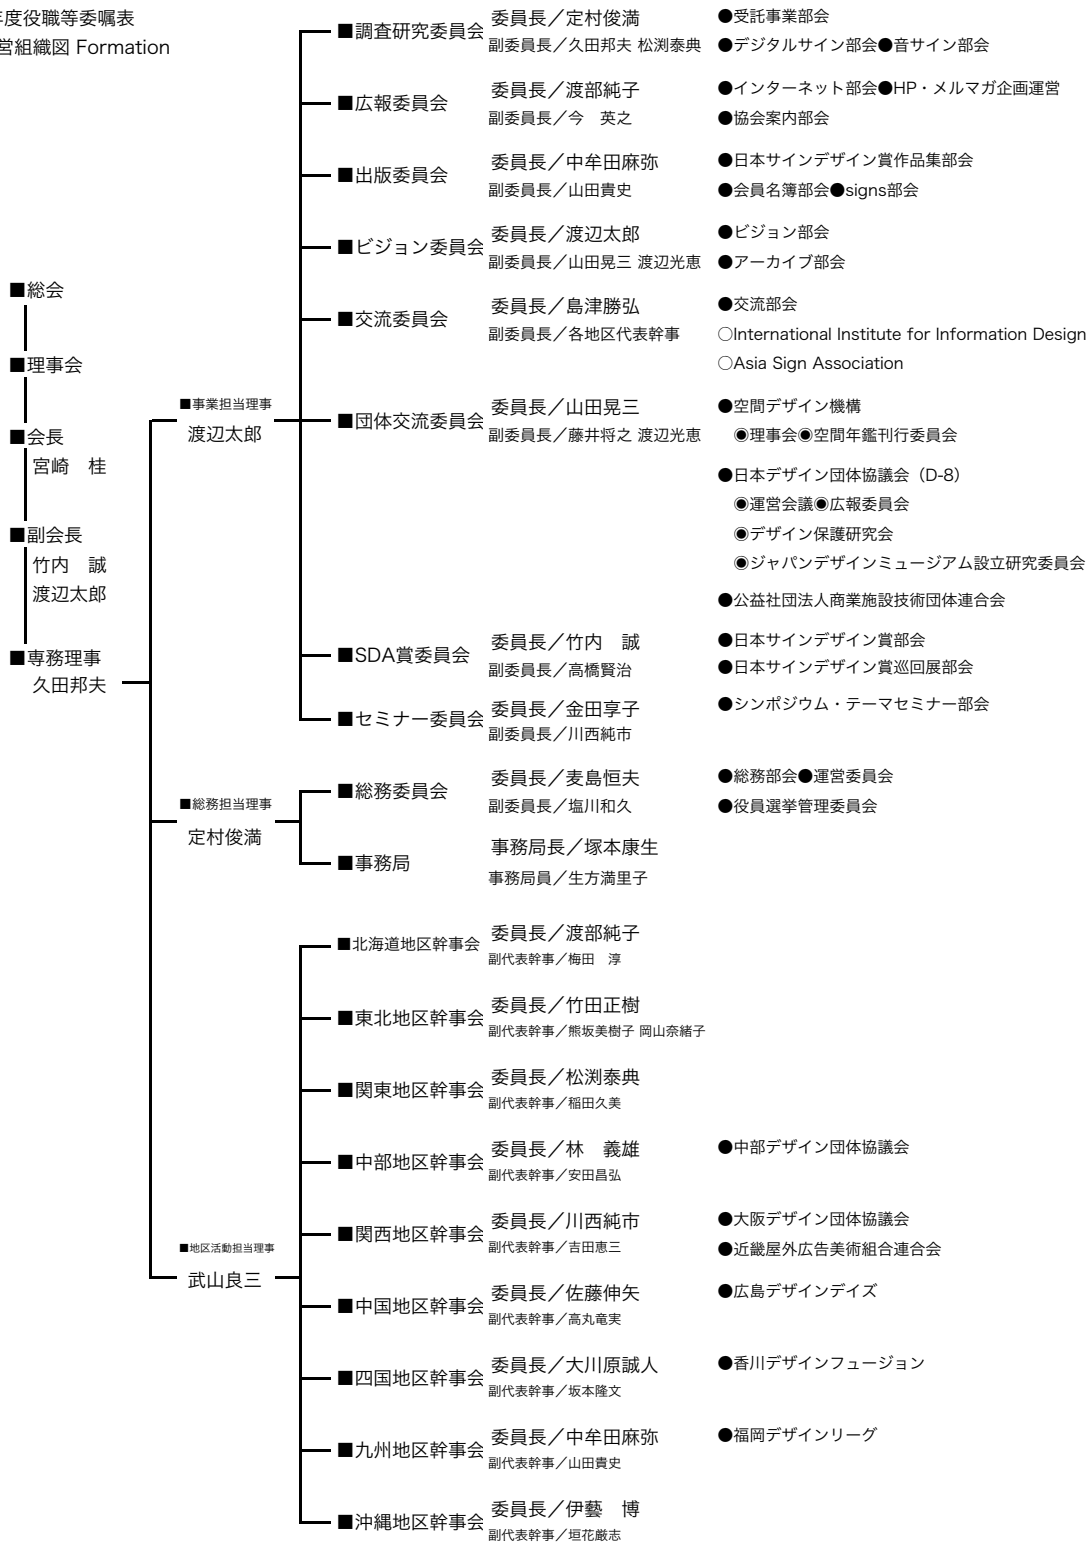 年度役職等委嘱表
営組織図 Formation
■総会
■理事会
■会長
宮崎　桂
■副会長
竹内　誠
渡辺太郎
■専務理事
久田邦夫
■事業担当理事
渡辺太郎
■調査研究委員会
委員長／定村俊満
副委員長／久田邦夫 松渕泰典
●受託事業部会
●デジタルサイン部会●音サイン部会
■広報委員会
委員長／渡部純子
副委員長／今　英之
●インターネット部会●HP・メルマガ企画運営
●協会案内部会
■出版委員会
委員長／中牟田麻弥
副委員長／山田貴史
●日本サインデザイン賞作品集部会
●会員名簿部会●signs部会
■ビジョン委員会
委員長／渡辺太郎
副委員長／山田晃三 渡辺光恵
●ビジョン部会
●アーカイブ部会
■交流委員会
委員長／島津勝弘
副委員長／各地区代表幹事
●交流部会
○International Institute for Information Design
○Asia Sign Association
■団体交流委員会
委員長／山田晃三
副委員長／藤井将之 渡辺光恵
●空間デザイン機構
◉理事会◉空間年鑑刊行委員会
●日本デザイン団体協議会（D-8）
◉運営会議◉広報委員会
◉デザイン保護研究会
◉ジャパンデザインミュージアム設立研究委員会
●公益社団法人商業施設技術団体連合会
■SDA賞委員会
委員長／竹内　誠
副委員長／高橋賢治
●日本サインデザイン賞部会
●日本サインデザイン賞巡回展部会
■セミナー委員会
委員長／金田享子
副委員長／川西純市
●シンポジウム・テーマセミナー部会
■総務担当理事
定村俊満
■総務委員会
委員長／麦島恒夫
副委員長／塩川和久
●総務部会●運営委員会
●役員選挙管理委員会
■事務局
事務局長／塚本康生
事務局員／生方満里子
■地区活動担当理事
武山良三
■北海道地区幹事会
委員長／渡部純子
副代表幹事／梅田　淳
■東北地区幹事会
委員長／竹田正樹
副代表幹事／熊坂美樹子 岡山奈緒子
■関東地区幹事会
委員長／松渕泰典
副代表幹事／稲田久美
■中部地区幹事会
委員長／林　義雄
副代表幹事／安田昌弘
●中部デザイン団体協議会
■関西地区幹事会
委員長／川西純市
副代表幹事／吉田恵三
●大阪デザイン団体協議会
●近畿屋外広告美術組合連合会
■中国地区幹事会
委員長／佐藤伸矢
副代表幹事／高丸竜実
●広島デザインデイズ
■四国地区幹事会
委員長／大川原誠人
副代表幹事／坂本隆文
●香川デザインフュージョン
■九州地区幹事会
委員長／中牟田麻弥
副代表幹事／山田貴史
●福岡デザインリーグ
■沖縄地区幹事会
委員長／伊藝　博
副代表幹事／垣花厳志